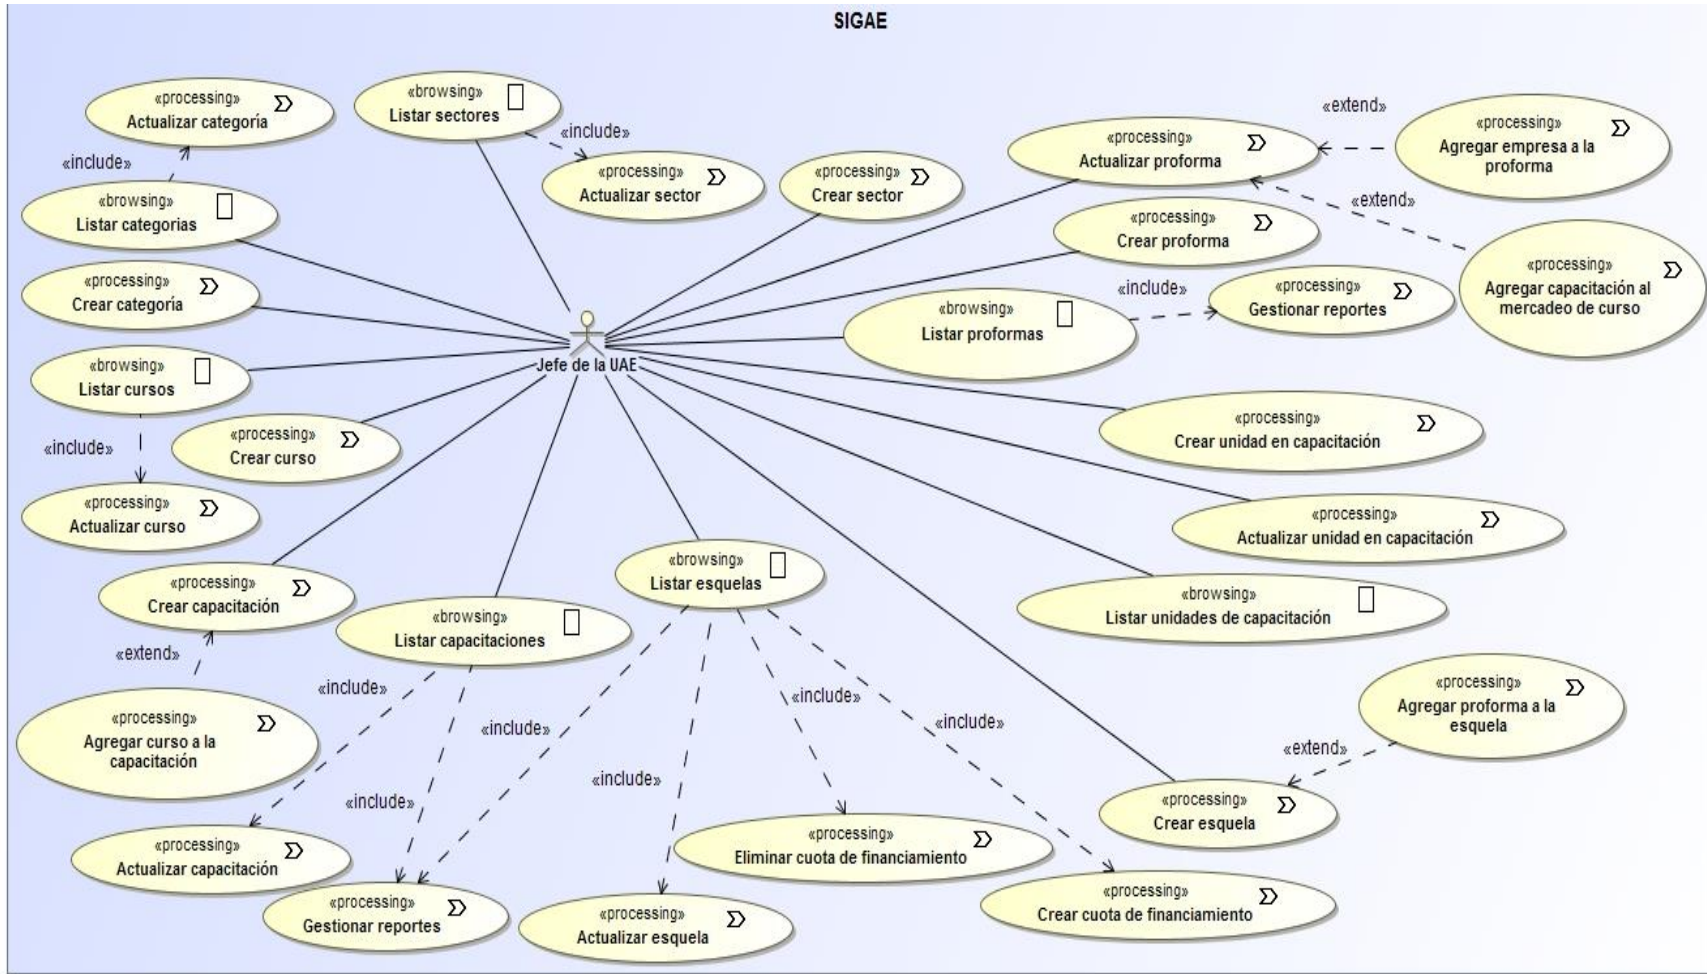 SIGAE
«processing»
Actualizar categoría
«include»
«browsing»
Listar categorias
«processing»
Crear categoría
«browsing»
Listar cursos
«include»
«processing»
Actualizar curso
«processing»
Crear curso
«browsing»
Listar sectores
«include»
«processing»
Actualizar sector
«processing»
Crear sector
«processing»
Actualizar proforma
«extend»
«processing»
Agregar empresa a la
proforma
«extend»
«processing»
Agregar capacitación al
mercadeo de curso
«processing»
Crear proforma
«browsing»
Listar proformas
«include»
«processing»
Gestionar reportes
Jefe de la UAE
«processing»
Crear unidad en capacitación
«processing»
Actualizar unidad en capacitación
«browsing»
Listar unidades de capacitación
«processing»
Crear capacitación
«extend»
«processing»
Agregar curso a la
capacitación
«browsing»
Listar capacitaciones
«include»
«include»
«processing»
Actualizar capacitación
«processing»
Gestionar reportes
«browsing»
Listar esquelas
«include»
«include»
«include»
«include»
«processing»
Actualizar esquela
«processing»
Eliminar cuota de financiamiento
«processing»
Crear cuota de financiamiento
«processing»
Agregar proforma a la
esquela
«extend»
«processing»
Crear esquela